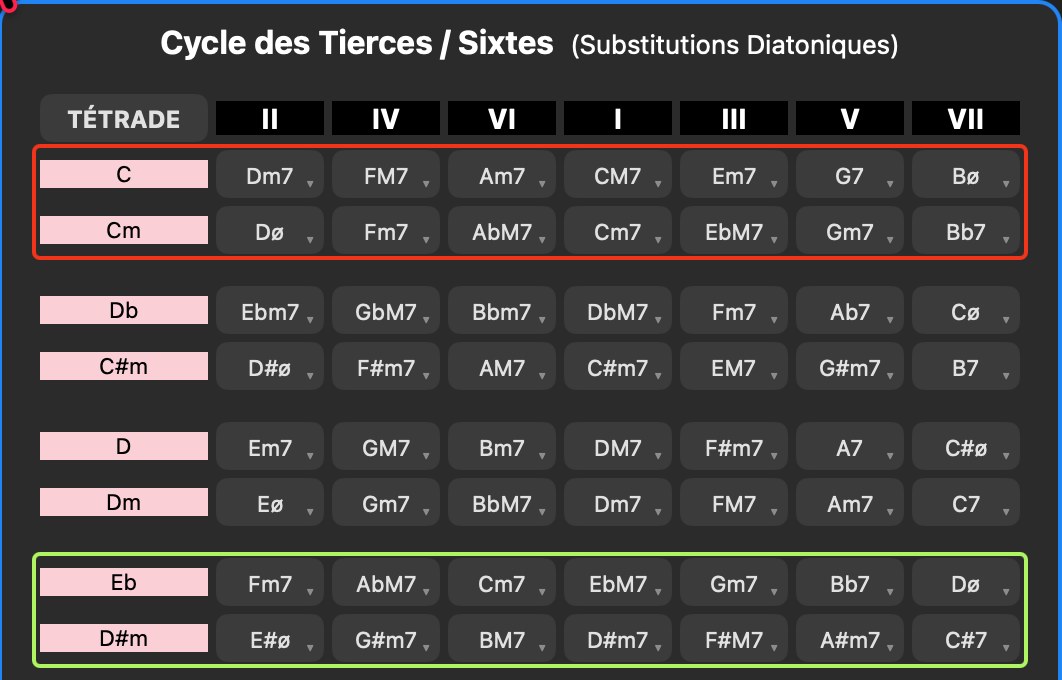 Cycle des Tierces / Sixtes (Substitutions Diatoniques)
TÉTRADE II IV VI I III V VII
C Dm7 FM7 Am7 CM7 Em7 G7 Bø
Cm Dø Fm7 AbM7 Cm7 EbM7 Gm7 Bb7
Db Ebm7 GbM7 Bbm7 DbM7 Fm7 Ab7 Cø
C#m D#ø F#m7 AM7 C#m7 EM7 G#m7 B7
D Em7 GM7 Bm7 DM7 F#m7 A7 C#ø
Dm Eø Gm7 BbM7 Dm7 FM7 Am7 C7
Eb Fm7 AbM7 Cm7 EbM7 Gm7 Bb7 Dø
D#m E#ø G#m7 BM7 D#m7 F#M7 A#m7 C#7